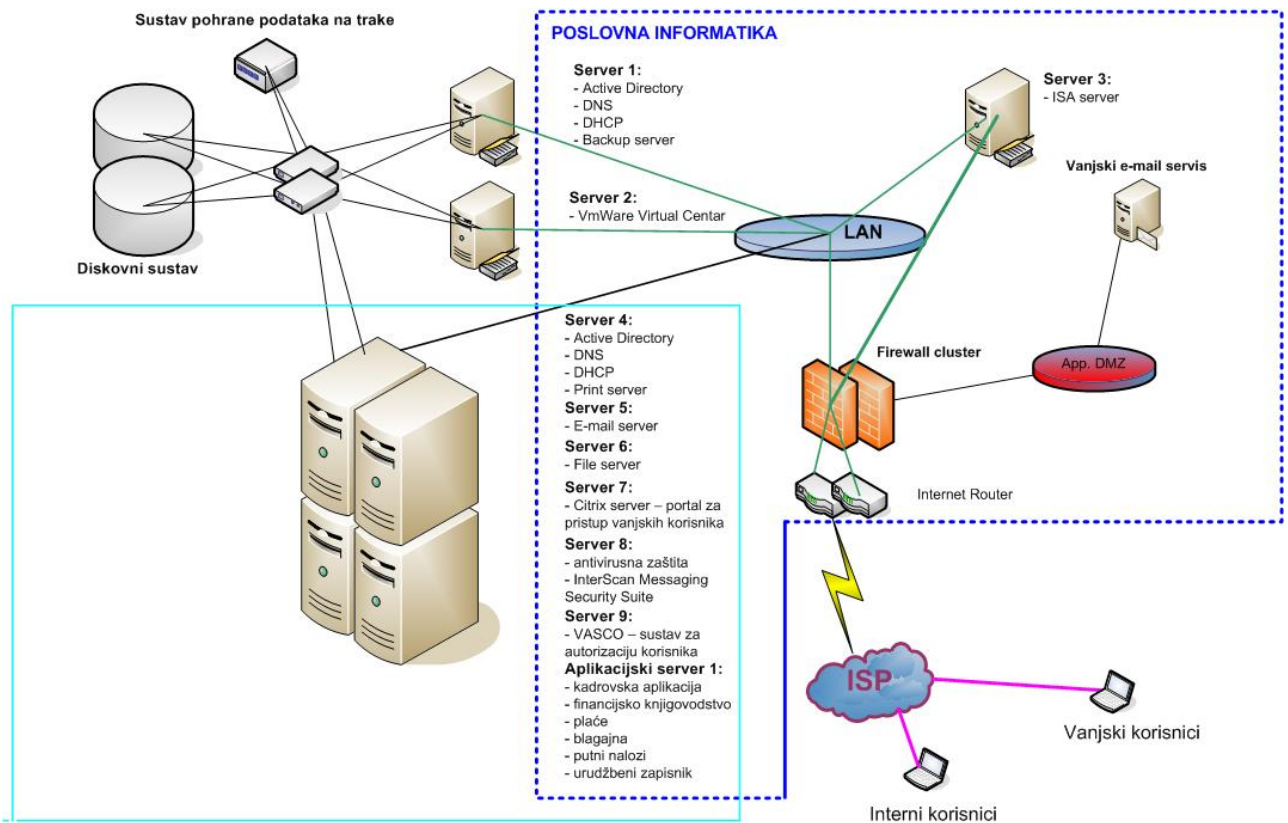 Sustav pohrane podataka na trake
Diskovni sustav
POSLOVNA INFORMATIKA
Server 1:
- Active Directory
- DNS
- DHCP
- Backup server
Server 2:
- VmWare Virtual Centar
Server 3:
- ISA server
Vanjski e-mail servis
LAN
Firewall cluster
App. DMZ
Internet Router
Server 4:
- Active Directory
- DNS
- DHCP
- Print server
Server 5:
- E-mail server
Server 6:
- File server
Server 7:
- Citrix server – portal za
pristup vanjskih korisnika
Server 8:
- antivirusna zaštita
- InterScan Messaging
Security Suite
Server 9:
- VASCO – sustav za
autorizaciju korisnika
Aplikacijski server 1:
- kadrovska aplikacija
- financijsko knjigovodstvo
- plaće
- blagajna
- putni nalozi
- urudžbeni zapisnik
ISP
Vanjski korisnici
Interni korisnici